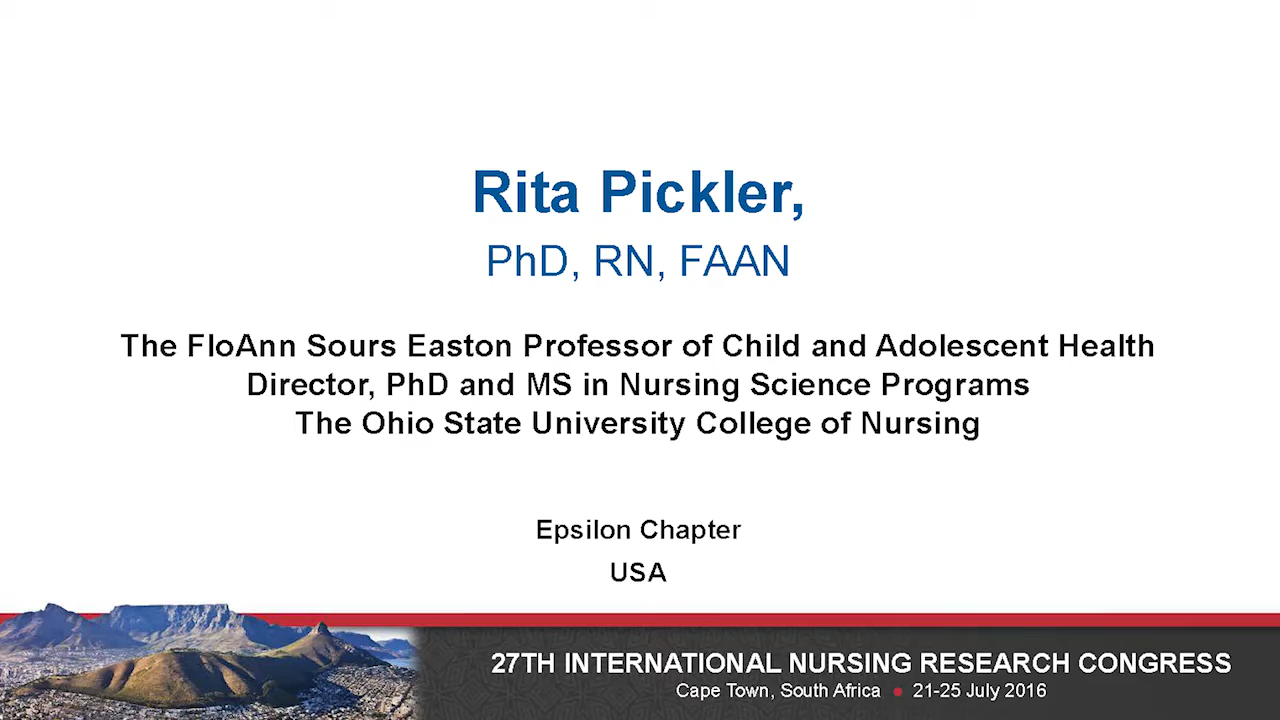 Rita Pickler,
PhD, RN, FAAN
The FloAnn Sours Easton Professor of Child and Adolescent Health
Director, PhD and MS in Nursing Science Programs
The Ohio State University College of Nursing
Epsilon Chapter
USA
27TH INTERNATIONAL NURSING RESEARCH CONGRESS
Cape Town, South Africa • 21-25 July 2016